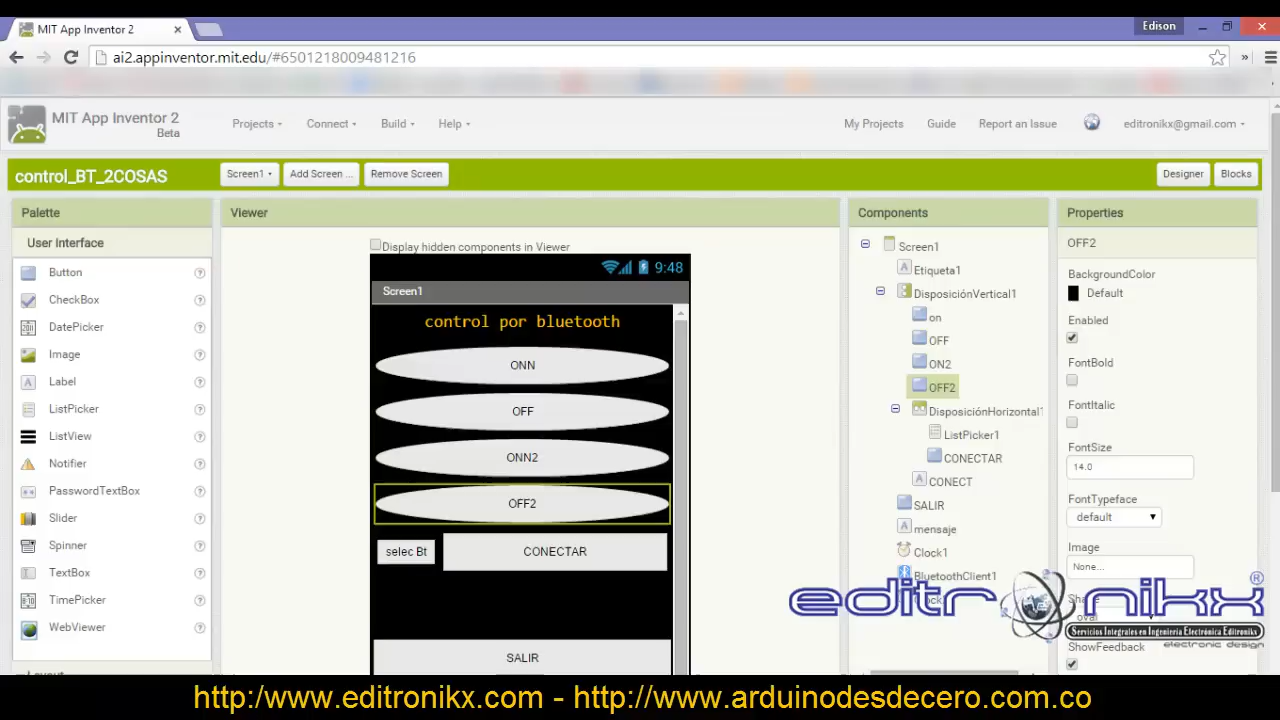 MIT App Inventor 2
Edison
ai2.appinventor.mit.edu/#6501218009481216
MIT App Inventor 2
Beta
Projects
Connect
Build
Help
My Projects
Guide
Report an Issue
editronikx@gmail.com
control_BT_2COSAS
Screen1
Add Screen ...
Remove Screen
Designer
Blocks
Palette
User Interface
Button
CheckBox
DatePicker
Image
Label
ListPicker
ListView
Notifier
PasswordTextBox
Slider
Spinner
TextBox
TimePicker
WebViewer
Viewer
Display hidden components in Viewer
9:48
Screen1
control por bluetooth
ONN
OFF
ONN2
OFF2
selec Bt
CONECTAR
SALIR
Components
Screen1
Etiqueta1
DisposiciónVertical1
on
OFF
ON2
OFF2
DisposiciónHorizontal1
ListPicker1
CONECTAR
CONECT
SALIR
mensaje
Clock1
BluetoothClient1
Properties
OFF2
BackgroundColor
Default
Enabled
FontBold
FontItalic
FontSize
14.0
FontTypeface
default
Image
None...
oval
ShowFeedback
editronikx ®
Servicios Integrales en Ingeniería Electrónica Editronikx
electronic design
http:/www.editronikx.com - http://www.arduinodesdecero.com.co